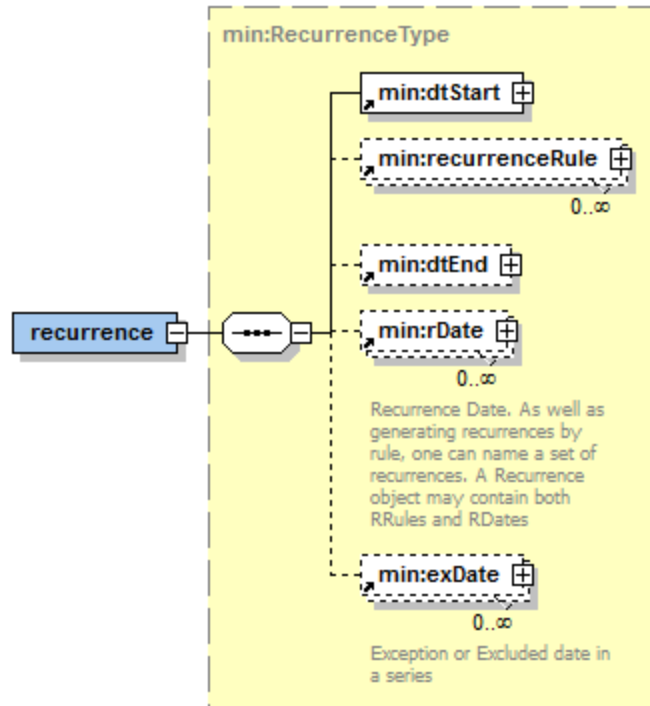 min:RecurrenceType
min:dtStart
min:recurrenceRule
0..∞
min:dtEnd
recurrence
min:rDate
0..∞
Recurrence Date. As well as
generating recurrences by
rule, one can name a set of
recurrences. A Recurrence
object may contain both
RRules and RDates
min:exDate
0..∞
Exception or Excluded date in
a series